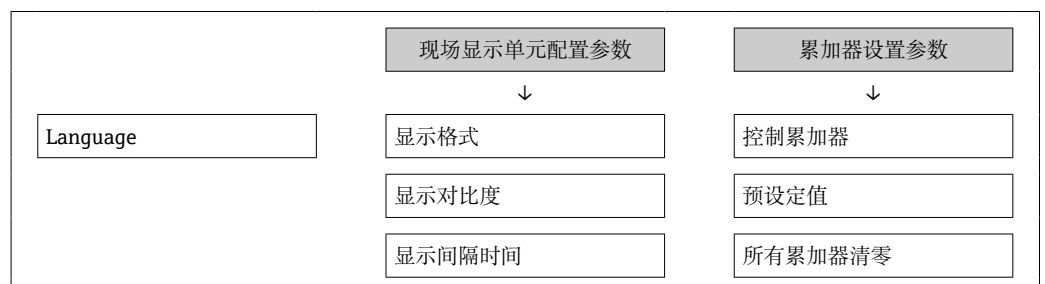 现场显示单元配置参数 累加器设置参数
↓ ↓
Language 显示格式 控制累加器
显示对比度 预设定值
显示间隔时间 所有累加器清零